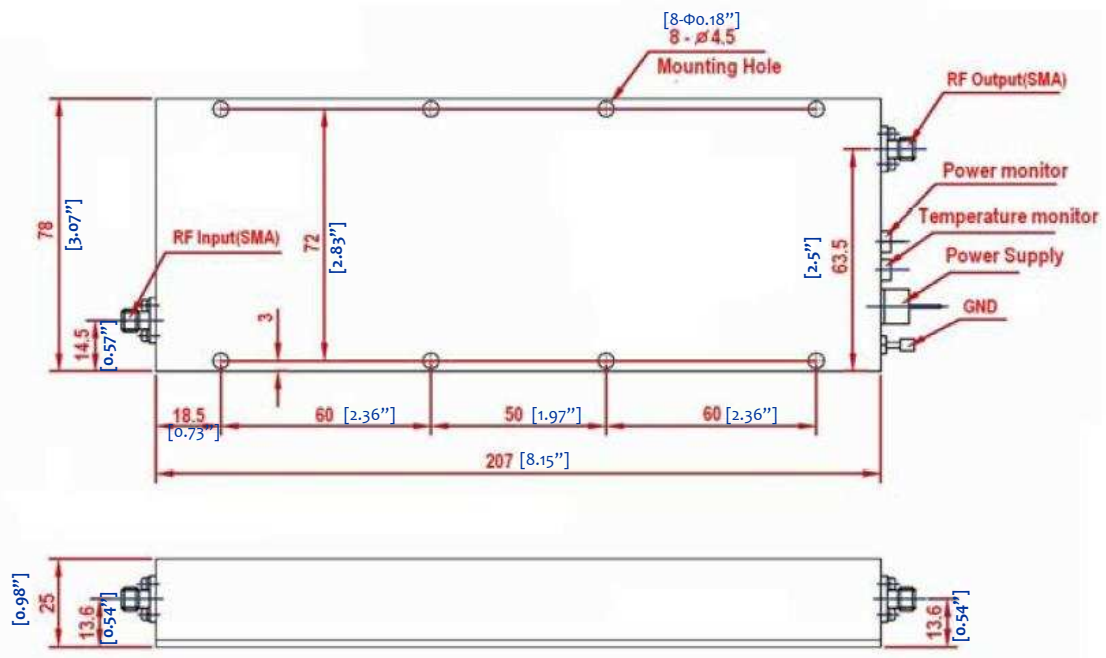 [8-Φ0.18”]
8 - ⌀4.5
Mounting Hole
RF Output(SMA)
Power monitor
Temperature monitor
Power Supply
GND
RF Input(SMA)
78
[3.07”]
72
[2.83”]
[2.5”]
63.5
14.5
[0.57”]
3
18.5
[0.73”]
60 [2.36”]
50 [1.97”]
60 [2.36”]
207 [8.15”]
[0.98”]
25
13.6
[0.54”]
13.6
[0.54”]